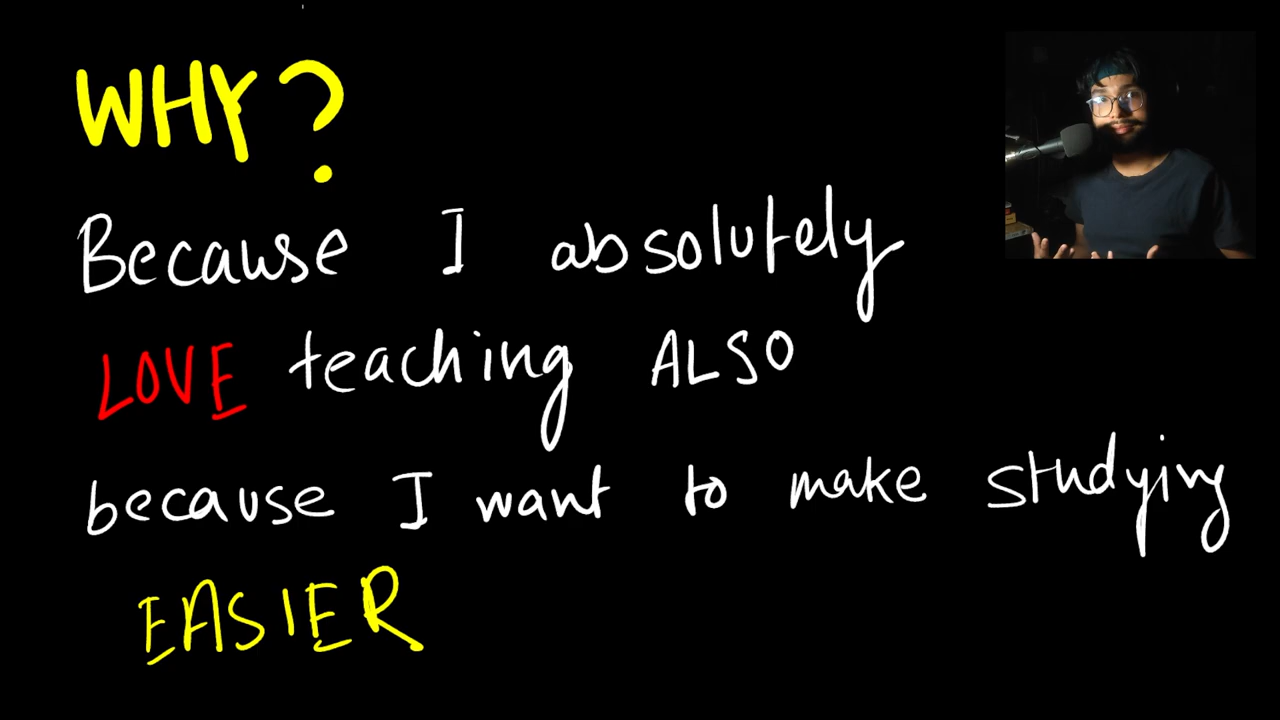 WHY?
Because I absolutely
LOVE teaching ALSO
because I want to make studying
EASIER